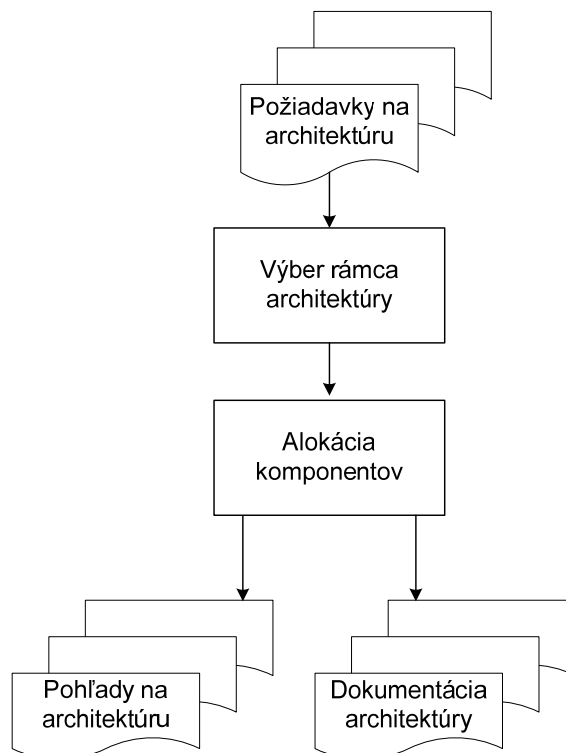 Požiadavky na
architektúru
Výber rámca
architektúry
Alokácia
komponentov
Pohľady na
architektúru
Dokumentácia
architektúry